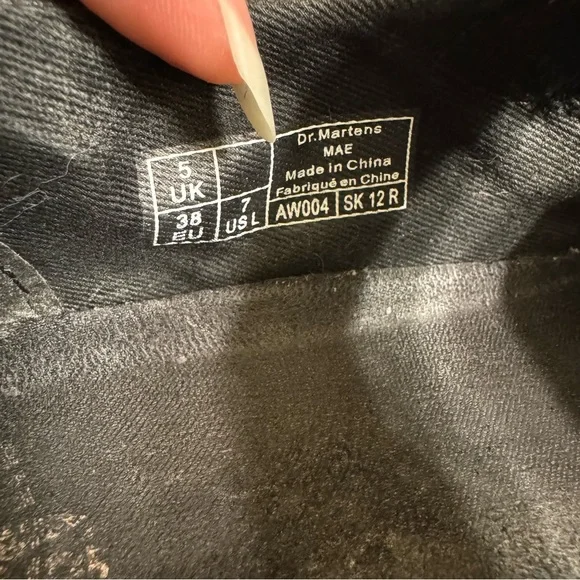 5
UK
38
EU
7
US L
Dr.Martens
MAE
Made in China
Fabriqué en Chine
AW004 SK 12 R